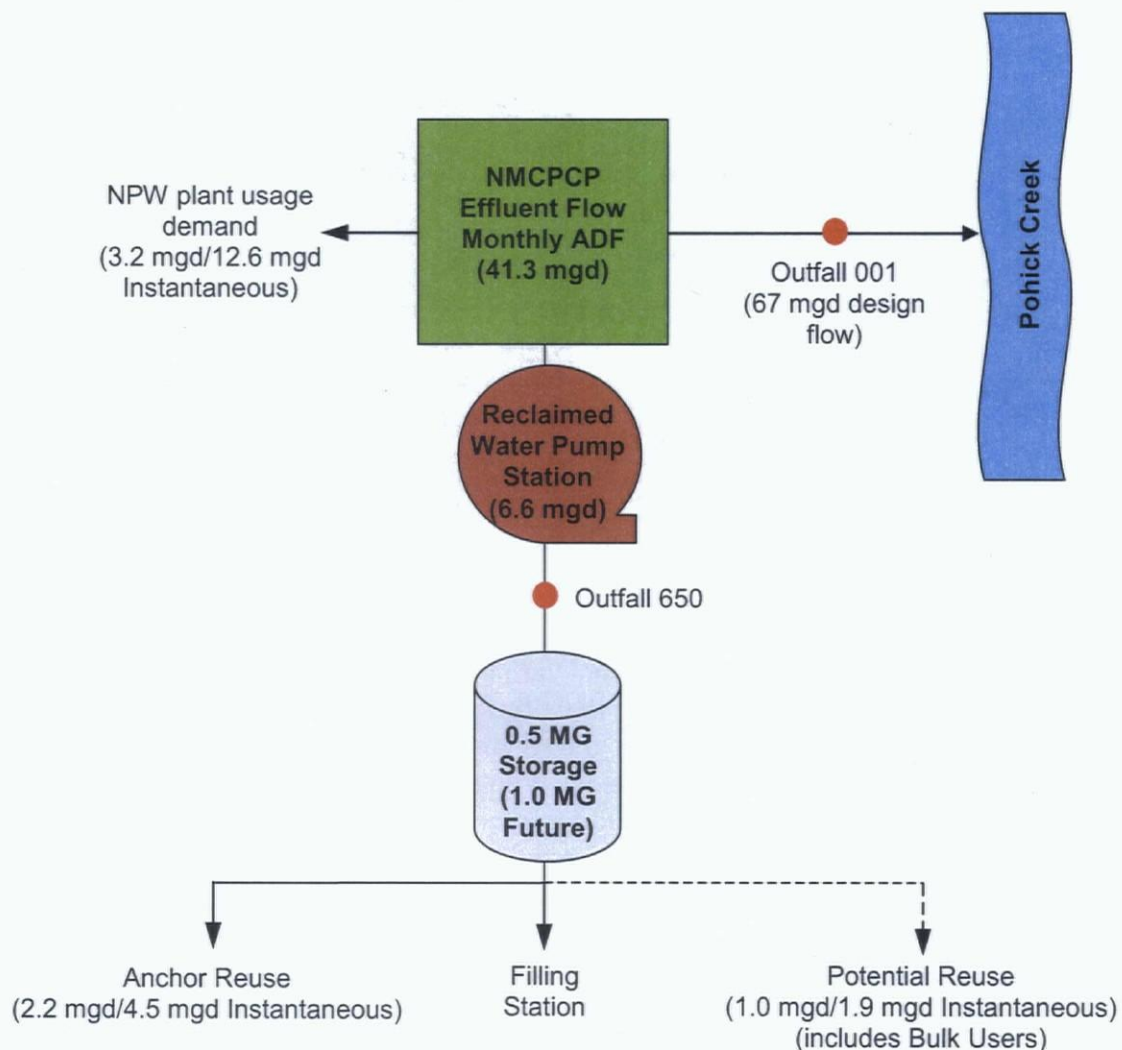 NMCPCP
Effluent Flow
Monthly ADF
(41.3 mgd)
NPW plant usage
demand
(3.2 mgd/12.6 mgd
Instantaneous)
Outfall 001
(67 mgd design
flow)
Pohick Creek
Reclaimed
Water Pump
Station
(6.6 mgd)
Outfall 650
0.5 MG
Storage
(1.0 MG
Future)
Anchor Reuse
(2.2 mgd/4.5 mgd Instantaneous)
Filling
Station
Potential Reuse
(1.0 mgd/1.9 mgd Instantaneous)
(includes Bulk Users)